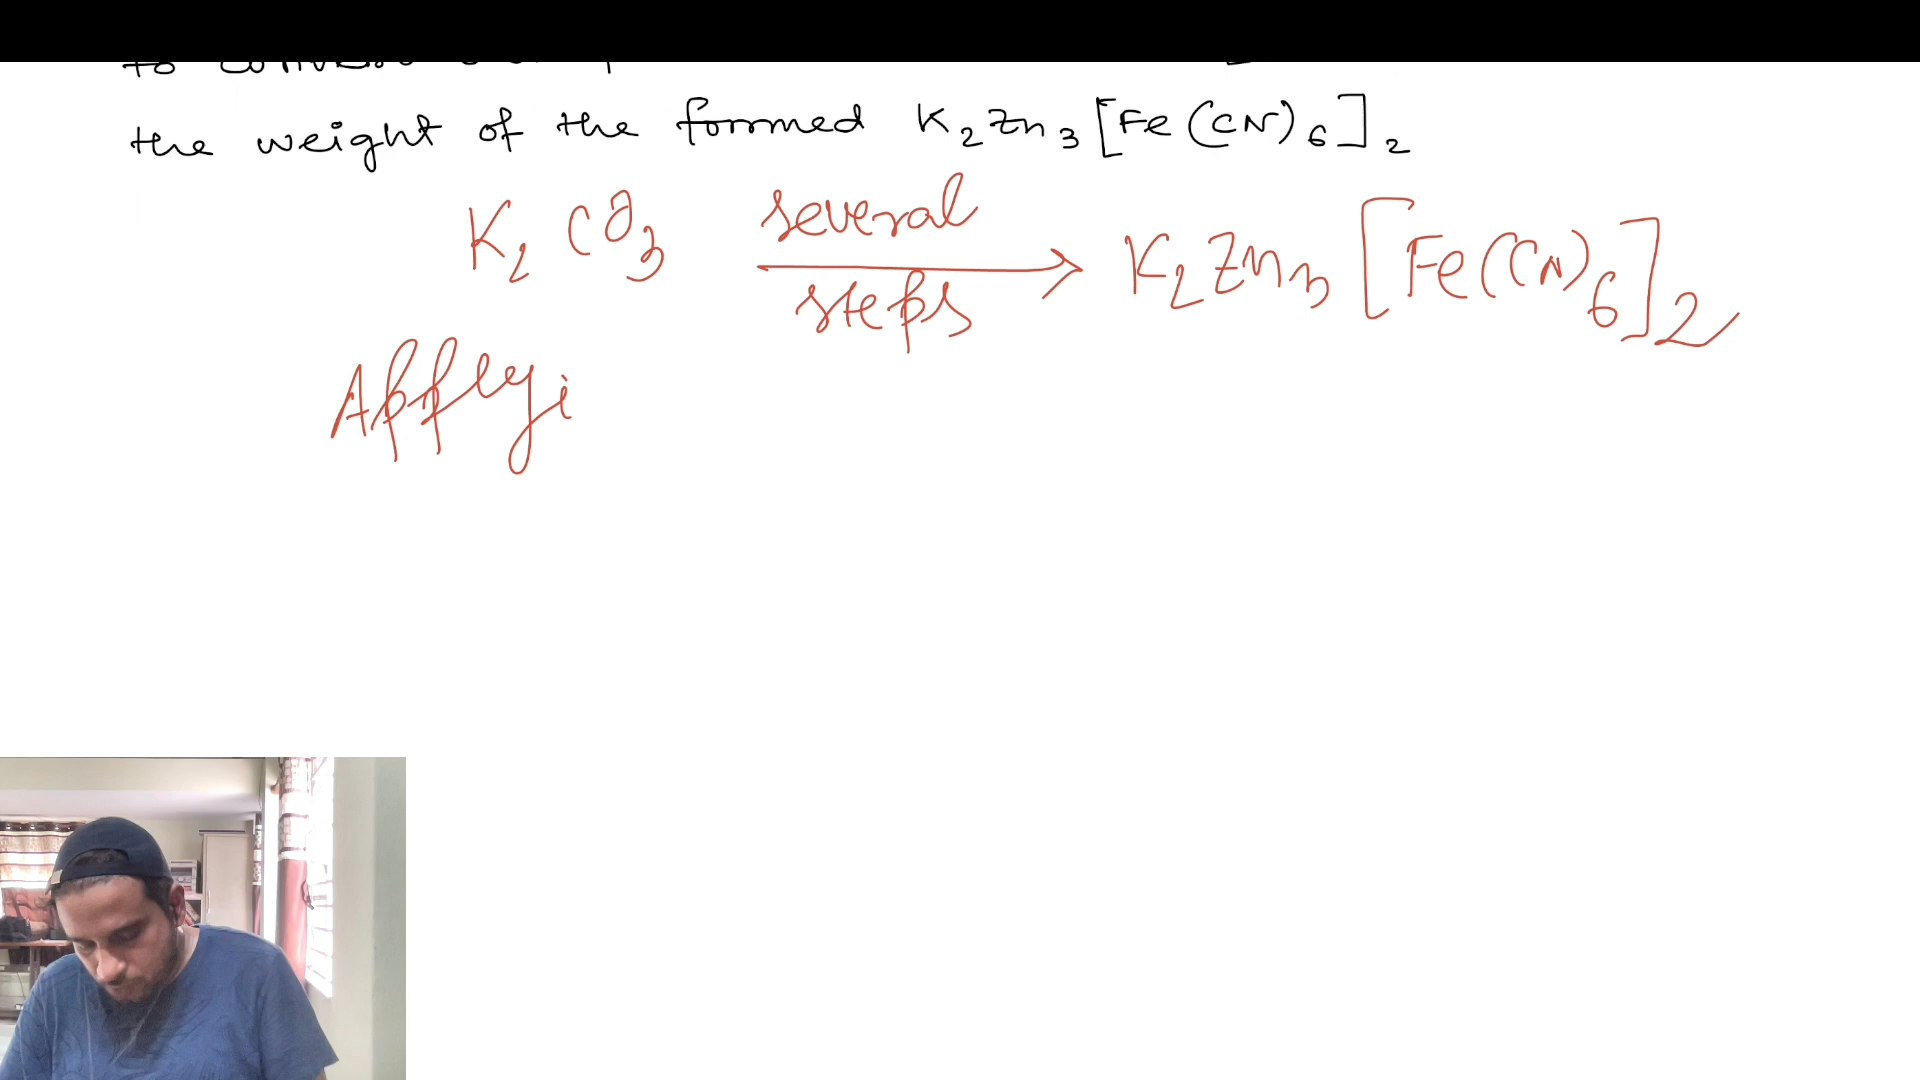 to
the weight of the formed K₂Zn₃[Fe(CN)₆]₂
K₂CO₃ several steps → K₂Zn₃[Fe(CN)₆]₂
Applyi